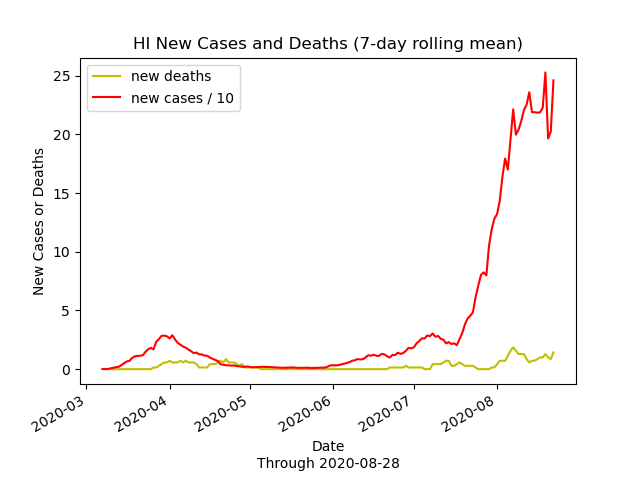 HI New Cases and Deaths (7-day rolling mean)
new deaths
new cases / 10
25
20
15
10
5
0
New Cases or Deaths
2020-03
2020-04
2020-05
2020-06
2020-07
2020-08
Date
Through 2020-08-28